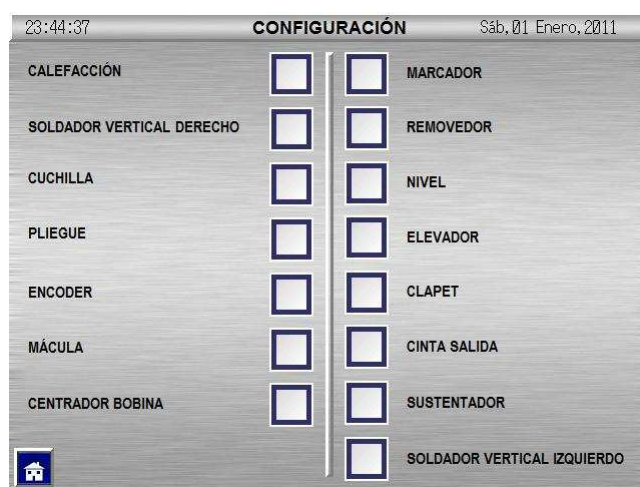 23:44:37 CONFIGURACIÓN Sáb,01 Enero,2011
CALEFACCIÓN
SOLDADOR VERTICAL DERECHO
CUCHILLA
PLIEGUE
ENCODER
MÁCULA
CENTRADOR BOBINA
MARCADOR
REMOVEDOR
NIVEL
ELEVADOR
CLAPET
CINTA SALIDA
SUSTENTADOR
SOLDADOR VERTICAL IZQUIERDO